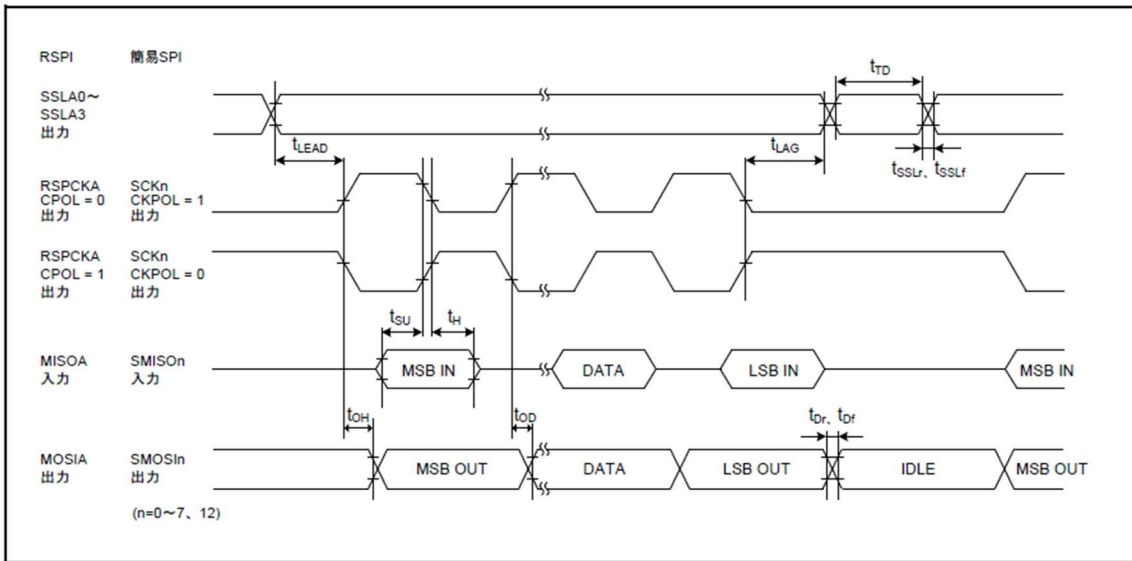 RSPI 簡易SPI
SSLA0～
SSLA3
出力
tTD
tLEAD
tLAG
tSSLr、tSSLf
RSPCKA SCKn
CPOL = 0 CKPOL = 1
出力 出力
RSPCKA SCKn
CPOL = 1 CKPOL = 0
出力 出力
tSU tH
MISOA SMISOn
入力 入力
MSB IN DATA LSB IN MSB IN
tOH tOD tDr、tDf
MOSIA SMOSIn
出力 出力
MSB OUT DATA LSB OUT IDLE MSB OUT
(n=0～7、12)